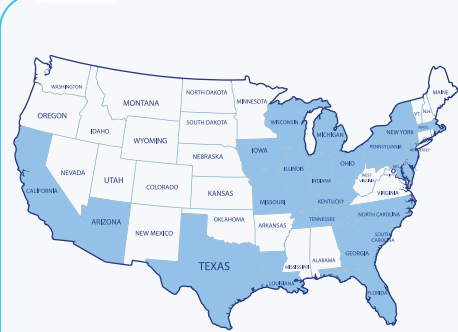 WASHINGTON
MAINE
NORTH DAKOTA
MONTANA
MINNESOTA
OREGON
VT.
N.H.
SOUTH DAKOTA
WISCONSIN
IDAHO
MICHIGAN
NEW YORK
WYOMING
IOWA
PENNSYLVANIA
NEBRASKA
OHIO
ILLINOIS
NEVADA
UTAH
INDIANA
WEST
VIRGINIA
COLORADO
CALIFORNIA
KANSAS
VIRGINIA
MISSOURI
KENTUCKY
NORTH CAROLINA
OKLAHOMA
TENNESSEE
ARIZONA
ARKANSAS
NEW MEXICO
SOUTH
CAROLINA
GEORGIA
TEXAS
MISSISSIPPI
ALABAMA
LOUISIANA
FLORIDA